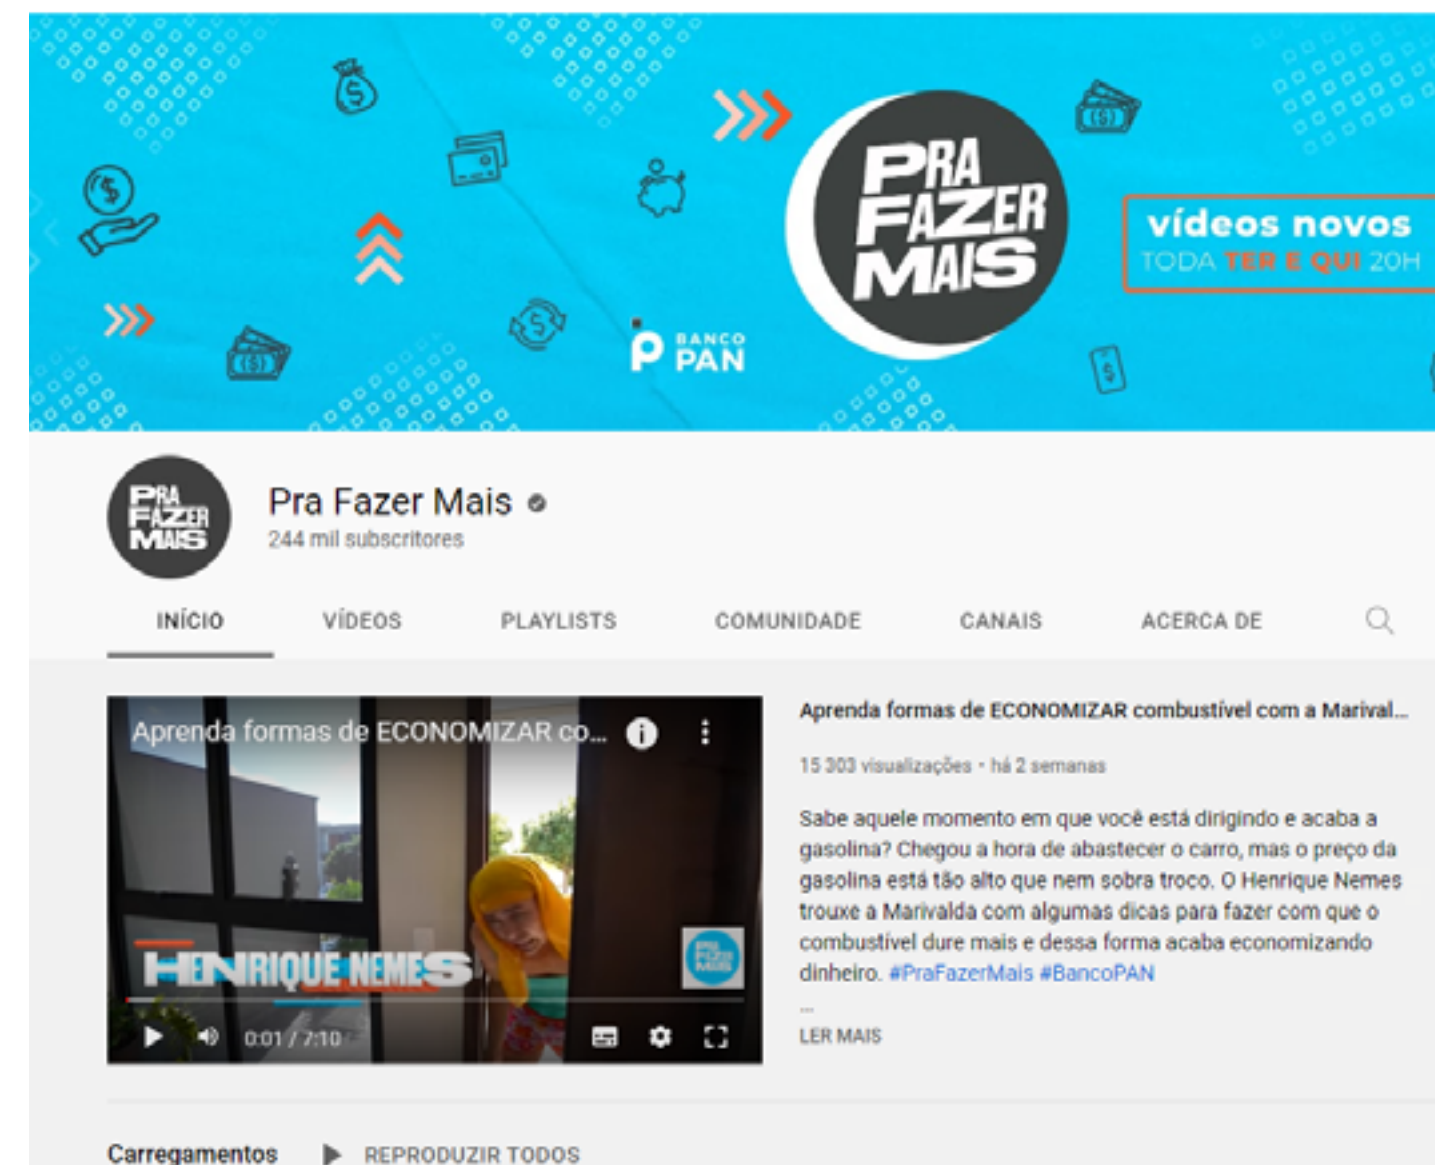 PRA
FAZER
MAIS
vídeos novos
TODA TER E QUI 20H
BANCO
PAN
PRA
FAZER
MAIS
Pra Fazer Mais
244 mil subscritores
INÍCIO VÍDEOS PLAYLISTS COMUNIDADE CANAIS ACERCA DE
Aprenda formas de ECONOMIZAR co...
HENRIQUE NEMES
PRA
FAZER
MAIS
0:01 / 7:10
Aprenda formas de ECONOMIZAR combustível com a Marival...
15 303 visualizações • há 2 semanas
Sabe aquele momento em que você está dirigindo e acaba a
gasolina? Chegou a hora de abastecer o carro, mas o preço da
gasolina está tão alto que nem sobra troco. O Henrique Nemes
trouxe a Marivalda com algumas dicas para fazer com que o
combustível dure mais e dessa forma acaba economizando
dinheiro. #PraFazerMais #BancoPAN
...
LER MAIS
Carregamentos REPRODUZIR TODOS